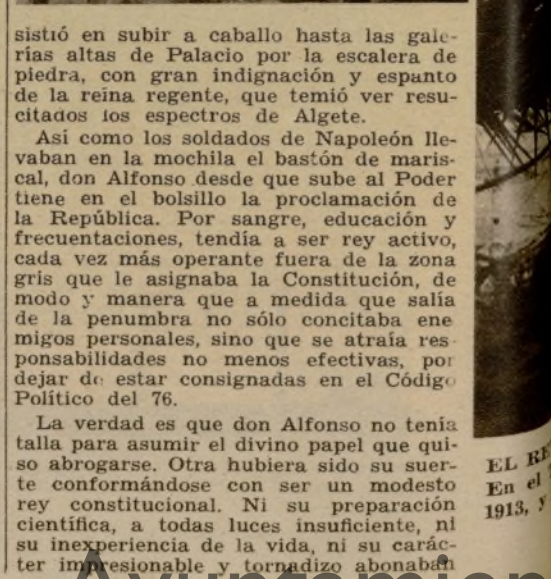 sistió en subir a caballo hasta las gale-
rías altas de Palacio por la escalera de
piedra, con gran indignación y espanto
de la reina regente, que temió ver resu-
citados los espectros de Algete.
Así como los soldados de Napoleón lle-
vaban en la mochila el bastón de maris-
cal, don Alfonso desde que sube al Poder
tiene en el bolsillo la proclamación de
la República. Por sangre, educación y
frecuentaciones, tendía a ser rey activo,
cada vez más operante fuera de la zona
gris que le asignaba la Constitución, de
modo y manera que a medida que salía
de la penumbra no sólo concitaba ene
migos personales, sino que se atraía res-
ponsabilidades no menos efectivas, por
dejar de estar consignadas en el Código
Político del 76.
La verdad es que don Alfonso no tenía
talla para asumir el divino papel que qui-
so abrogarse. Otra hubiera sido su suer-
te conformándose con ser un modesto
rey constitucional. Ni su preparación
científica, a todas luces insuficiente, ni
su inexperiencia de la vida, ni su carác-
ter impresionable y tornadizo abonaban
EL RE
En el
1913, y
Ayuntamien